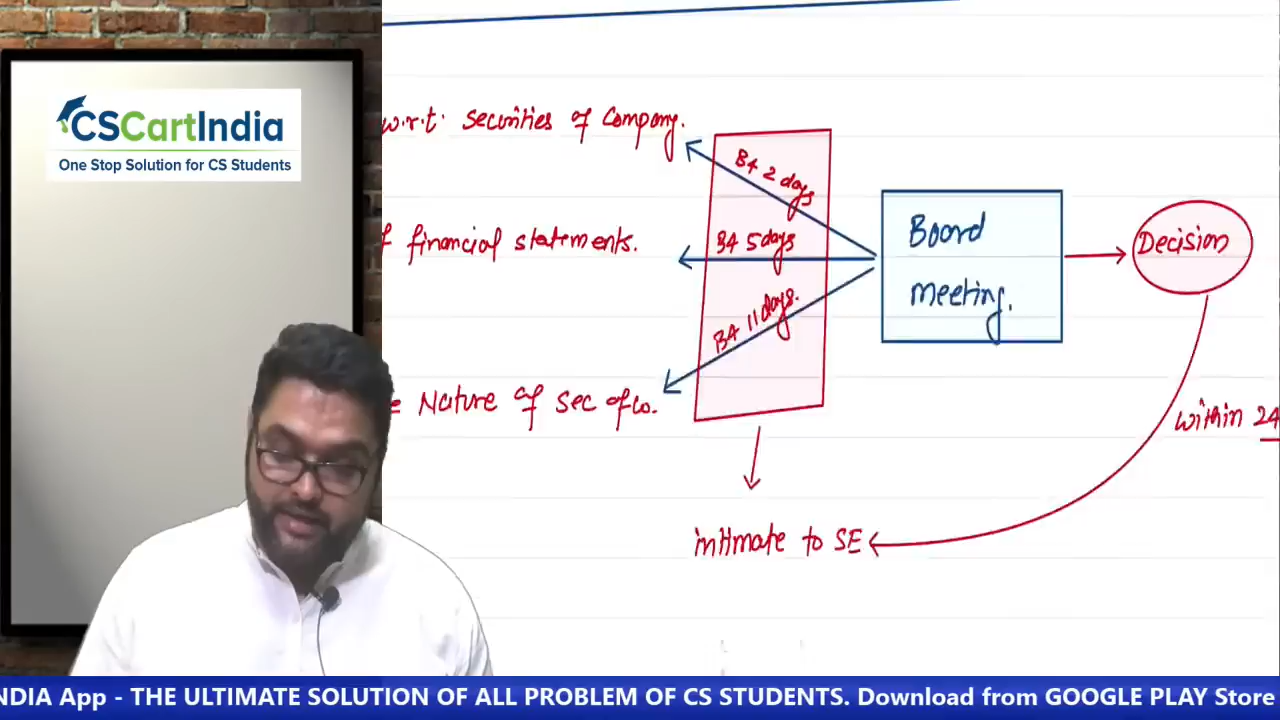 CSCartIndia
One Stop Solution for CS Students
w.r.t. securities of Company.
B4 2 days
financial statements.
B4 5 days
B4 11 days.
Nature of Sec of Co.
Board
meeting.
Decision
within 24
intimate to SE
NDIA App - THE ULTIMATE SOLUTION OF ALL PROBLEM OF CS STUDENTS. Download from GOOGLE PLAY Store